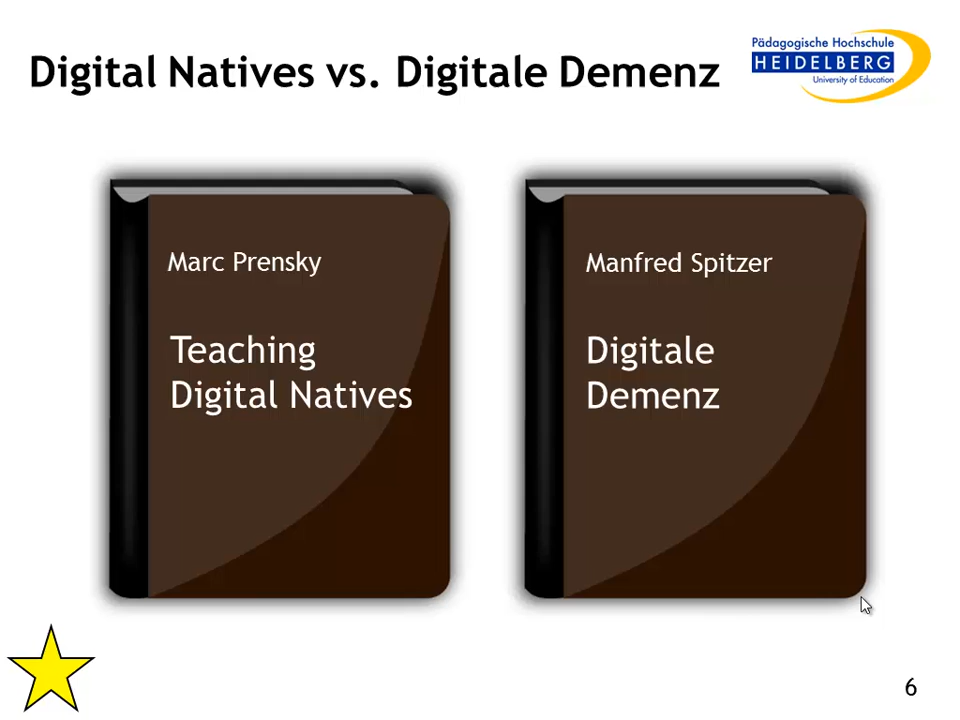 Digital Natives vs. Digitale Demenz
Pädagogische Hochschule
HEIDELBERG
University of Education
Marc Prensky
Teaching
Digital Natives
Manfred Spitzer
Digitale
Demenz
6